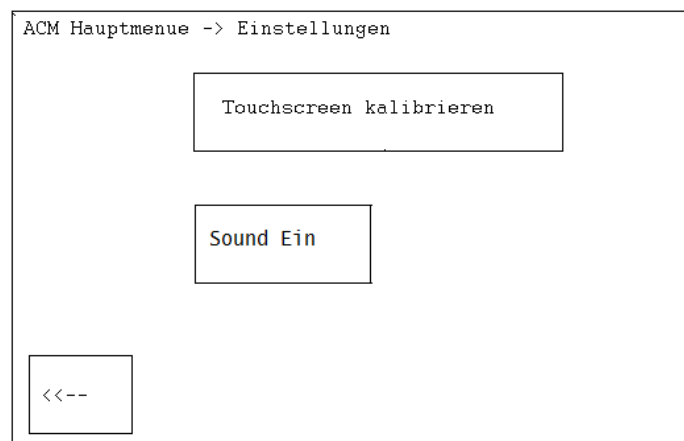 ACM Hauptmenue -> Einstellungen
Touchscreen kalibrieren
Sound Ein
<<--